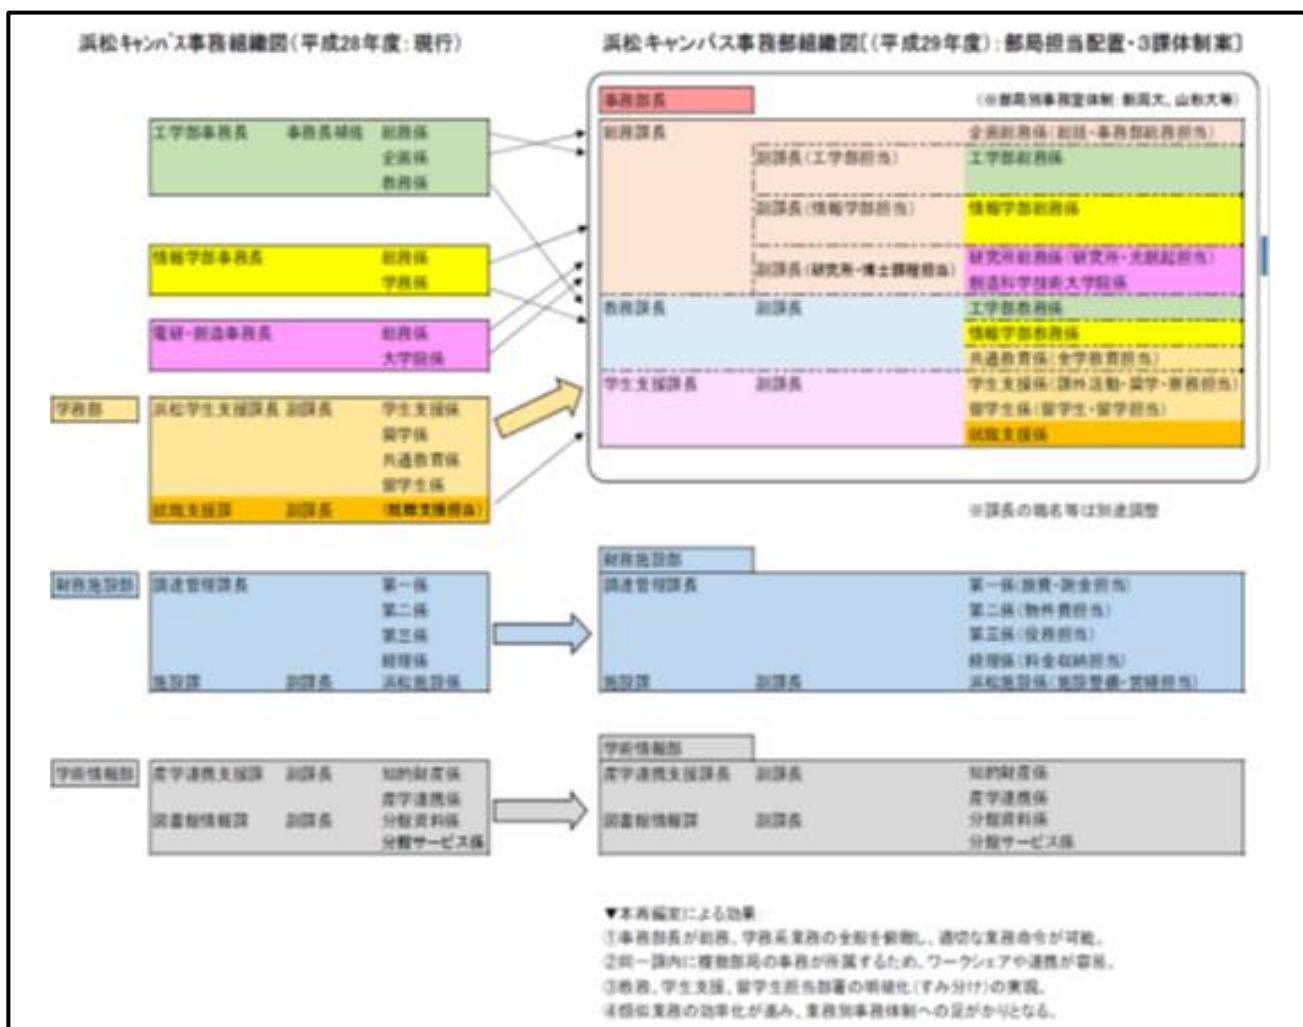 浜松キャンパス事務組織図(平成28年度:現行)
工学部事務長 事務長補佐 総務係
企画係
教務係
情報学部事務長 総務係
学務係
電研・創造事務長 総務係
大学院係
学務部
浜松学生支援課長 副課長 学生支援係
奨学係
共通教育係
留学生係
就職支援課 副課長 (就職支援担当)
財務施設部
調達管理課長 第一係
第二係
第三係
経理係
施設課 副課長 浜松施設係
学術情報部
産学連携支援課 副課長 知的財産係
産学連携係
図書館情報課 副課長 分館資料係
分館サービス係
浜松キャンパス事務部組織図[(平成29年度):部局担当配置・3課体制案]
事務部長 (※部局別事務室体制:新潟大、山形大等)
総務課長 企画総務係(総括・事務部総務担当)
副課長(工学部担当) 工学部総務係
副課長(情報学部担当) 情報学部総務係
副課長(研究所・博士課程担当) 研究所総務係(研究所・光創起担当)
創造科学技術大学院係
教務課長 副課長 工学部教務係
情報学部教務係
共通教育係(全学教育担当)
学生支援課長 副課長 学生支援係(課外活動・奨学・寮務担当)
留学生係(留学生・留学担当)
就職支援係
※課長の職名等は別途調整
財務施設部
調達管理課長 第一係(旅費・謝金担当)
第二係(物件費担当)
第三係(役務担当)
経理係(料金収納担当)
施設課 副課長 浜松施設係(施設整備・営繕担当)
学術情報部
産学連携支援課長 副課長 知的財産係
産学連携係
図書館情報課 副課長 分館資料係
分館サービス係
▼本再編案による効果:
①事務部長が総務、学務系業務の全般を俯瞰し、適切な業務命令が可能。
②同一課内に複数部局の事務が所属するため、ワークシェアや連携が容易。
③教務、学生支援、留学生担当部署の明確化(すみ分け)の実現。
④類似業務の効率化が進み、業務別事務体制への足がかりとなる。